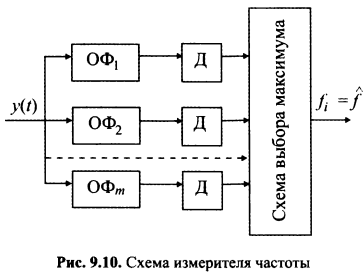 y(t)
ОФ₁
Д
ОФ₂
Д
ОФₘ
Д
Схема выбора максимума
fᵢ = f̂
Рис. 9.10. Схема измерителя частоты